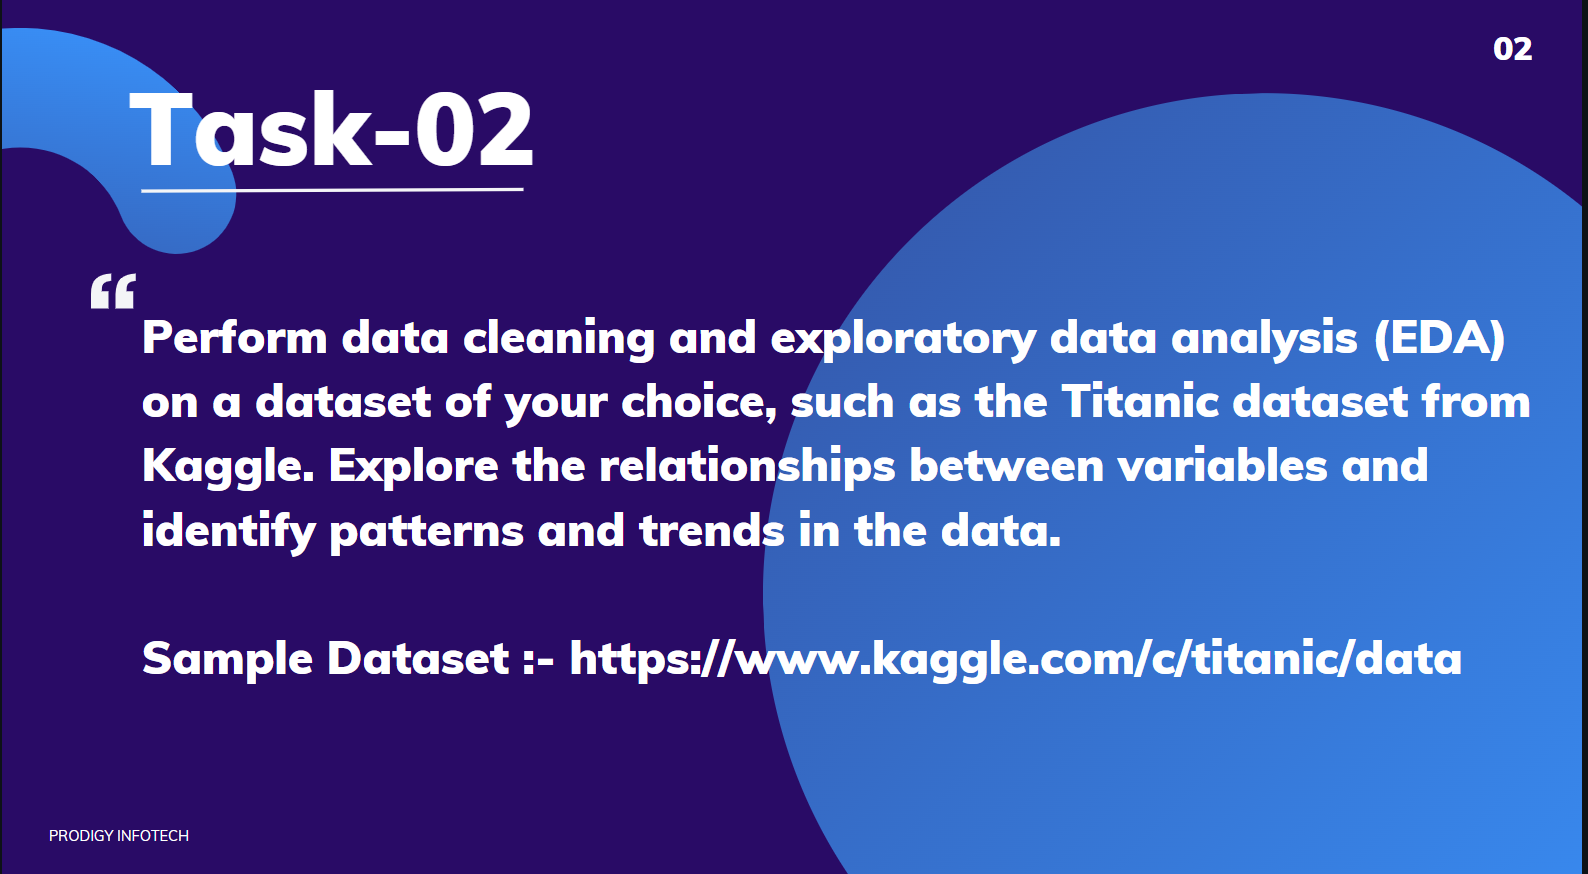 02
Task-02
“
Perform data cleaning and exploratory data analysis (EDA)
on a dataset of your choice, such as the Titanic dataset from
Kaggle. Explore the relationships between variables and
identify patterns and trends in the data.
Sample Dataset :- https://www.kaggle.com/c/titanic/data
PRODIGY INFOTECH